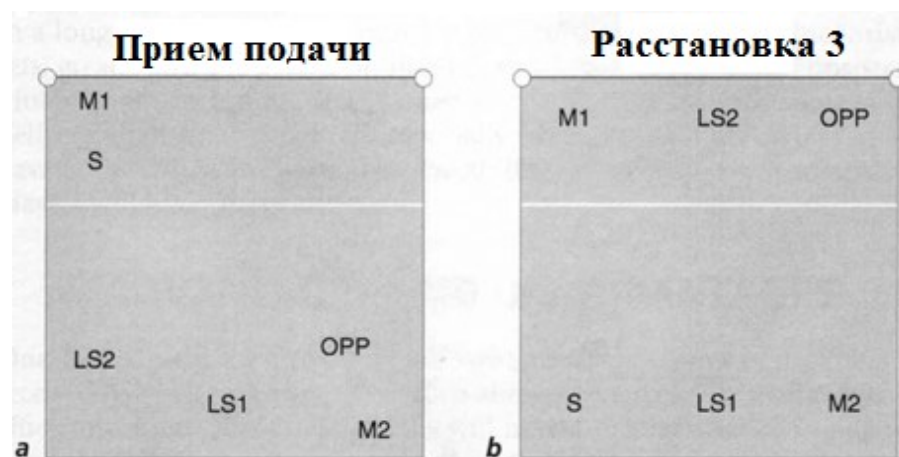 Прием подачи
M1
S
LS2
OPP
LS1
M2
a
Расстановка 3
M1 LS2 OPP
S LS1 M2
b